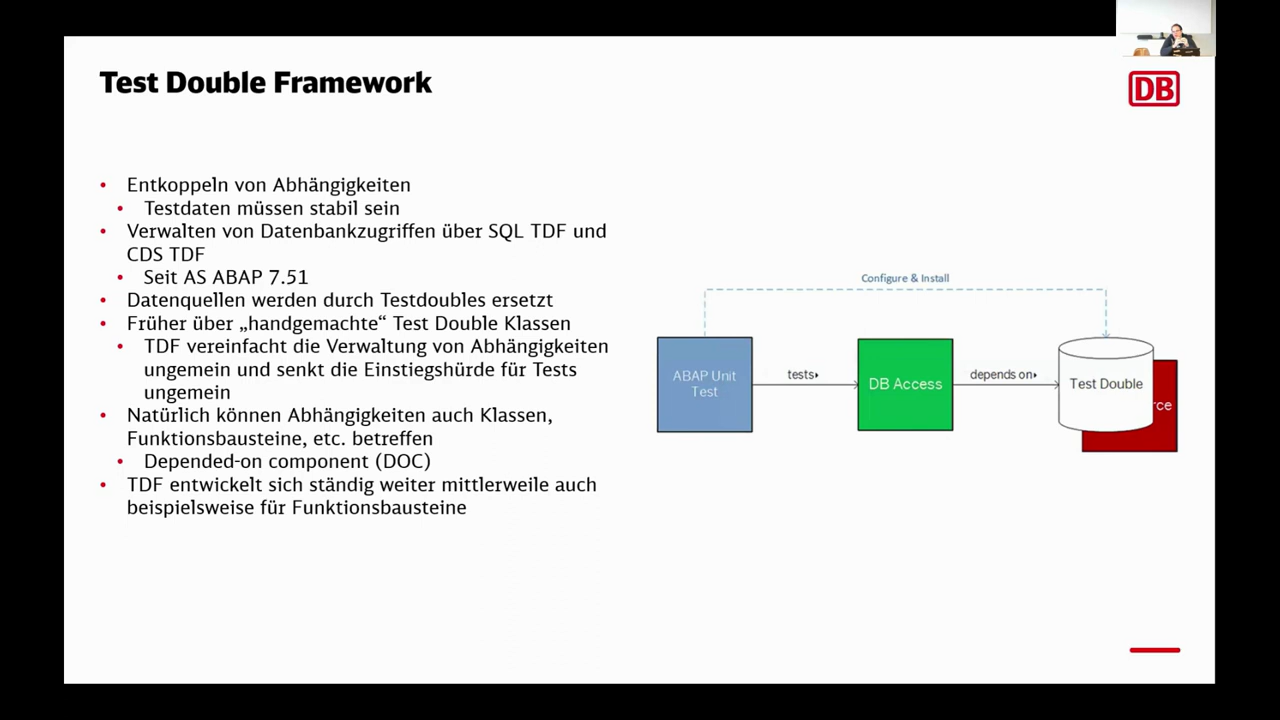 Test Double Framework
DB
• Entkoppeln von Abhängigkeiten
• Testdaten müssen stabil sein
• Verwalten von Datenbankzugriffen über SQL TDF und
CDS TDF
• Seit AS ABAP 7.51
• Datenquellen werden durch Testdoubles ersetzt
• Früher über „handgemachte“ Test Double Klassen
• TDF vereinfacht die Verwaltung von Abhängigkeiten
ungemein und senkt die Einstiegshürde für Tests
ungemein
• Natürlich können Abhängigkeiten auch Klassen,
Funktionsbausteine, etc. betreffen
• Depended-on component (DOC)
• TDF entwickelt sich ständig weiter mittlerweile auch
beispielsweise für Funktionsbausteine
Configure & Install
ABAP Unit
Test
tests
DB Access
depends on
Test Double
rce